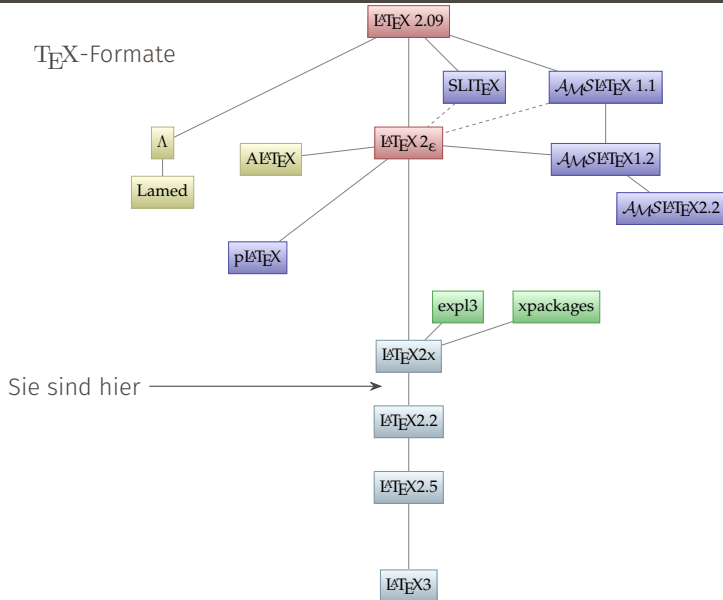 LATEX 2.09
TEX-Formate
SLITEX
AMSLATEX 1.1
Λ
ALATEX
LATEX 2ε
AMSLATEX1.2
Lamed
AMSLATEX2.2
pLATEX
expl3
xpackages
LATEX2x
Sie sind hier
LATEX2.2
LATEX2.5
LATEX3